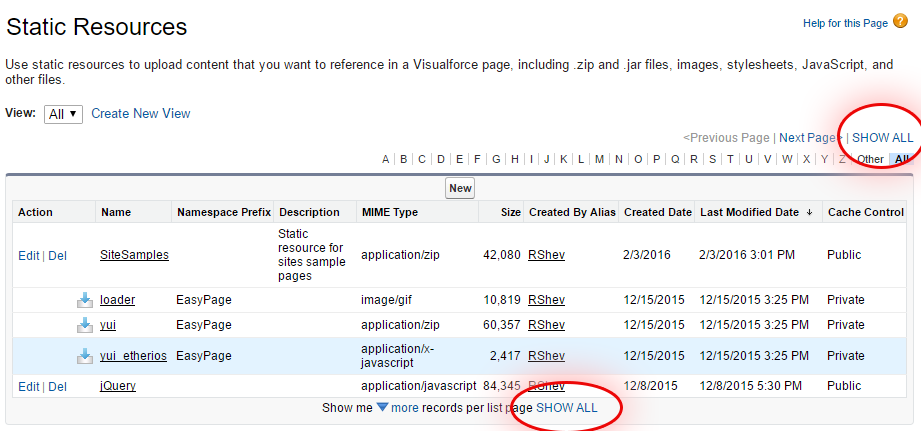 Static Resources
Help for this Page ?
Use static resources to upload content that you want to reference in a Visualforce page, including .zip and .jar files, images, stylesheets, JavaScript, and
other files.
View: All ▼ Create New View
<Previous Page | Next Page> | SHOW ALL
A | B | C | D | E | F | G | H | I | J | K | L | M | N | O | P | Q | R | S | T | U | V | W | X | Y | Z | Other | All
New
Action Name Namespace Prefix Description MIME Type Size Created By Alias Created Date Last Modified Date ↓ Cache Control
Edit | Del SiteSamples Static resource for sites sample pages application/zip 42,080 RShev 2/3/2016 2/3/2016 3:01 PM Public
loader EasyPage image/gif 10,819 RShev 12/15/2015 12/15/2015 3:25 PM Private
yui EasyPage application/zip 60,357 RShev 12/15/2015 12/15/2015 3:25 PM Private
yui_etherios EasyPage application/x-javascript 2,417 RShev 12/15/2015 12/15/2015 3:25 PM Private
Edit | Del jQuery application/javascript 84,345 RShev 12/8/2015 12/8/2015 5:30 PM Public
Show me ▼ more records per list page SHOW ALL